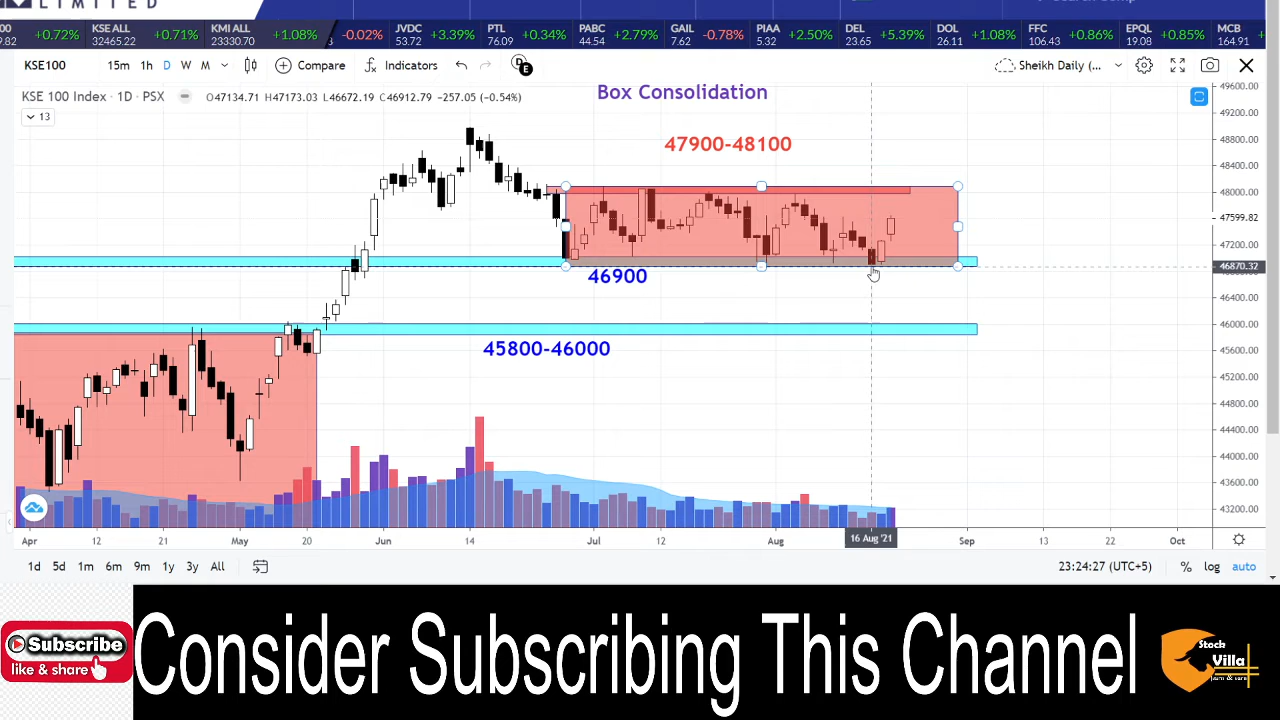 LIMITED
KSE ALL KMI ALL JVDC PTL PABC GAIL PIAA DEL DOL FFC EPQL MCB
+0.72% +0.71% +1.08% -0.02% +3.39% +0.34% +2.79% -0.78% +2.50% +5.39% +1.08% +0.86% +0.85%
32465.22 23330.70 53.72 76.09 44.54 7.62 5.32 23.65 26.11 106.43 19.08 164.91
KSE100 15m 1h D W M Compare Indicators D E Sheikh Daily (...
KSE 100 Index · 1D · PSX O47134.71 H47173.03 L46672.19 C46912.79 -257.05 (-0.54%)
13
Box Consolidation
47900-48100
46900
45800-46000
49600.00
49200.00
48800.00
48400.00
48000.00
47599.82
47200.00
46870.32
46400.00
46000.00
45600.00
45200.00
44800.00
44400.00
44000.00
43600.00
43200.00
Apr 12 21 May 20 Jun 14 Jul 12 Aug 16 Aug '21 Sep 13 22 Oct
1d 5d 1m 6m 9m 1y 3y All 23:24:27 (UTC+5) % log auto
Subscribe
like & share
Consider Subscribing This Channel
Stock
Villa